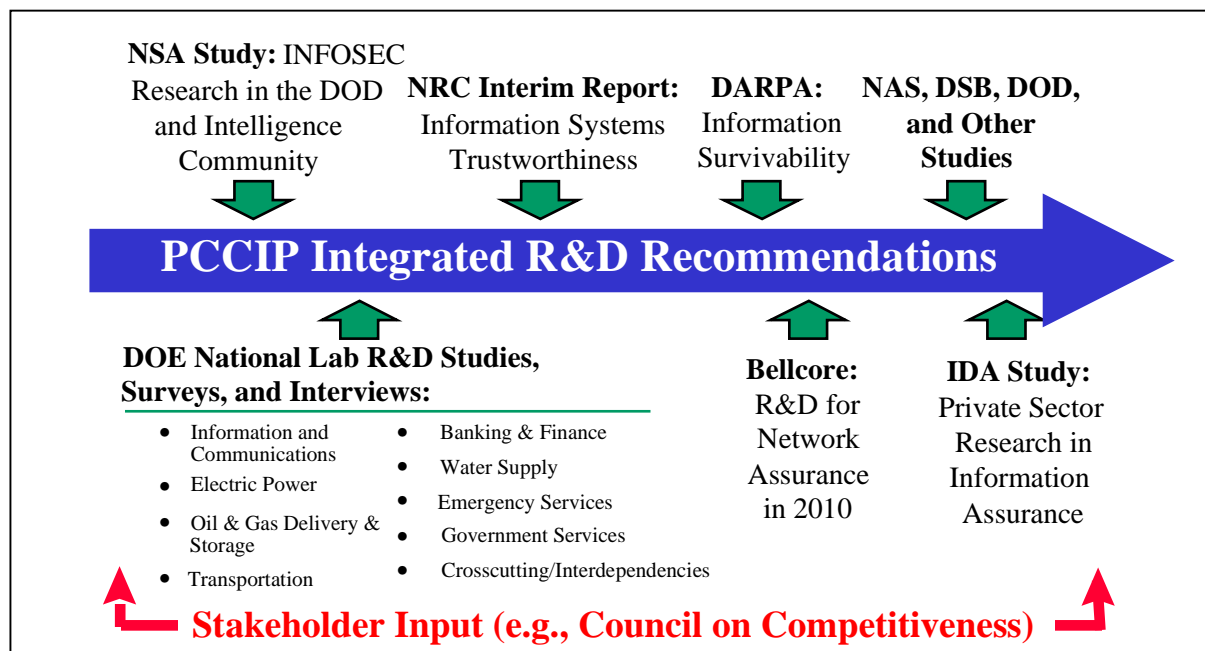 NSA Study: INFOSEC
Research in the DOD
and Intelligence
Community
NRC Interim Report:
Information Systems
Trustworthiness
DARPA:
Information
Survivability
NAS, DSB, DOD,
and Other
Studies
PCCIP Integrated R&D Recommendations
DOE National Lab R&D Studies,
Surveys, and Interviews:
• Information and
Communications
• Electric Power
• Oil & Gas Delivery &
Storage
• Transportation
• Banking & Finance
• Water Supply
• Emergency Services
• Government Services
• Crosscutting/Interdependencies
Bellcore:
R&D for
Network
Assurance
in 2010
IDA Study:
Private Sector
Research in
Information
Assurance
Stakeholder Input (e.g., Council on Competitiveness)